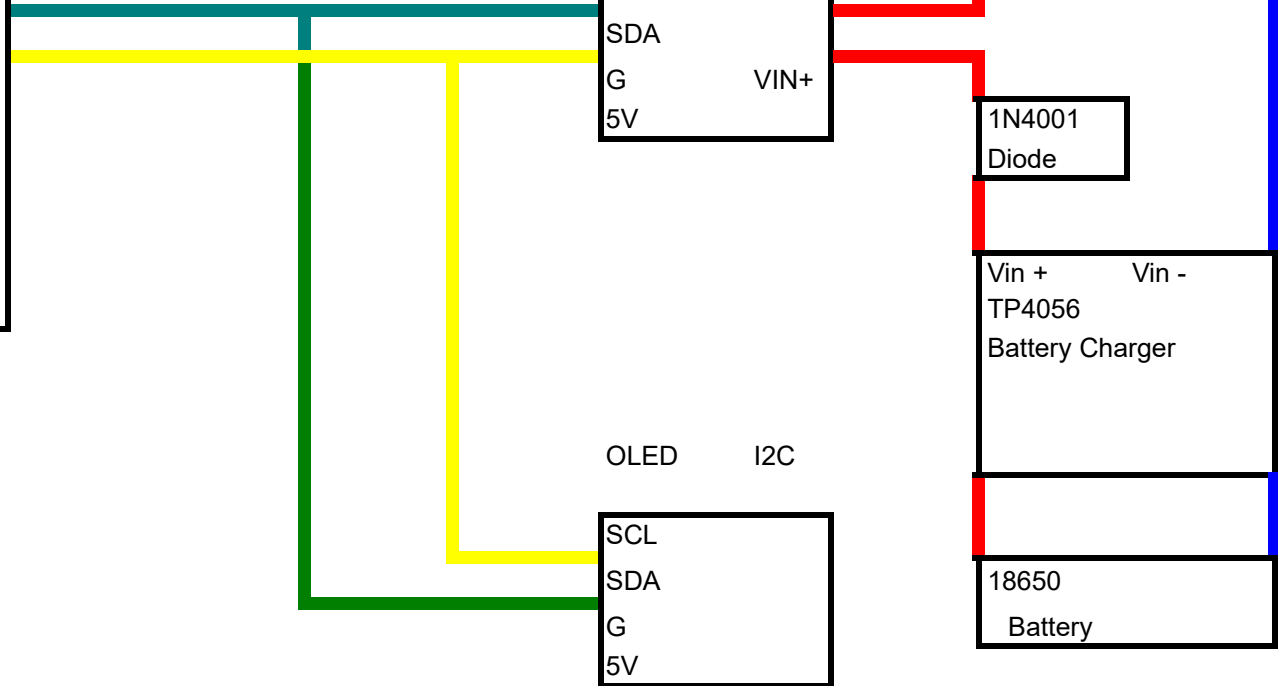 SDA
G VIN+
5V
1N4001
Diode
Vin + Vin -
TP4056
Battery Charger
OLED I2C
SCL
SDA
G
5V
18650
Battery